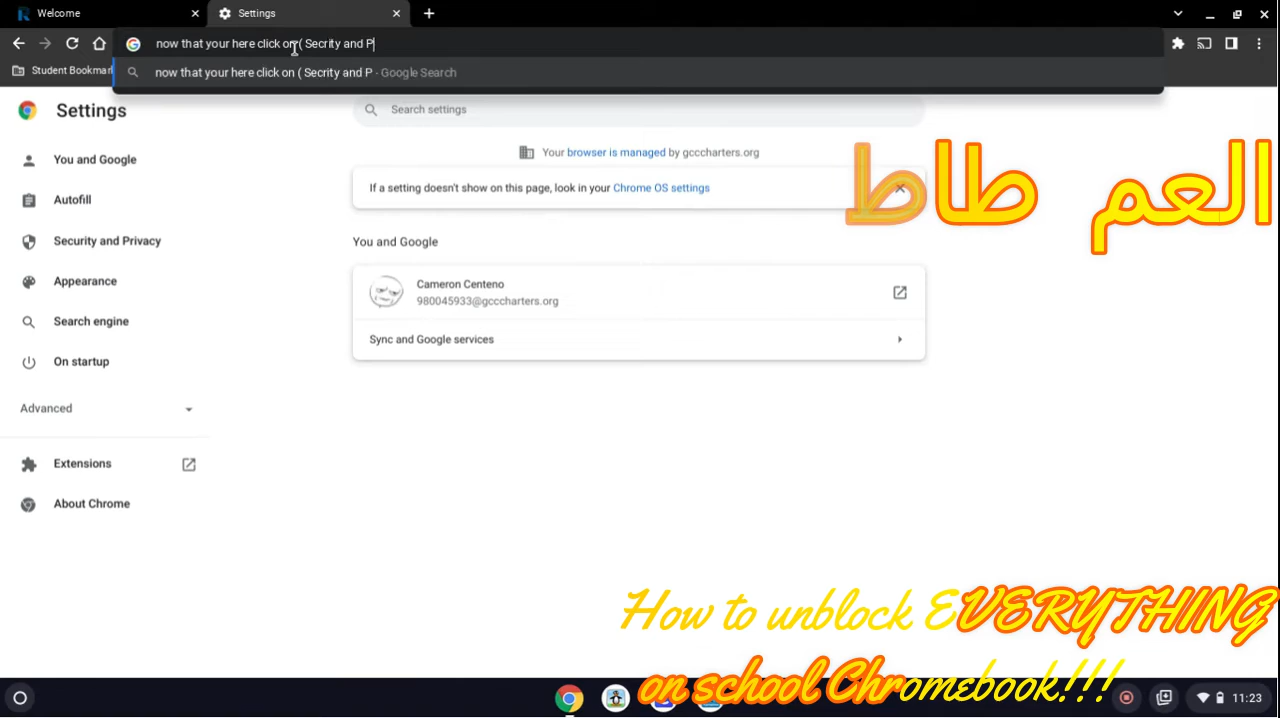 Welcome
Settings
now that your here click on ( Secrity and P
Student Bookmar
now that your here click on ( Secrity and P - Google Search
Settings
Search settings
You and Google
Autofill
Security and Privacy
Appearance
Search engine
On startup
Advanced
Extensions
About Chrome
Your browser is managed by gcccharters.org
If a setting doesn't show on this page, look in your Chrome OS settings
You and Google
Cameron Centeno
980045933@gcccharters.org
Sync and Google services
العم طاط
How to unblock EVERYTHING
on school Chromebook!!!
11:23